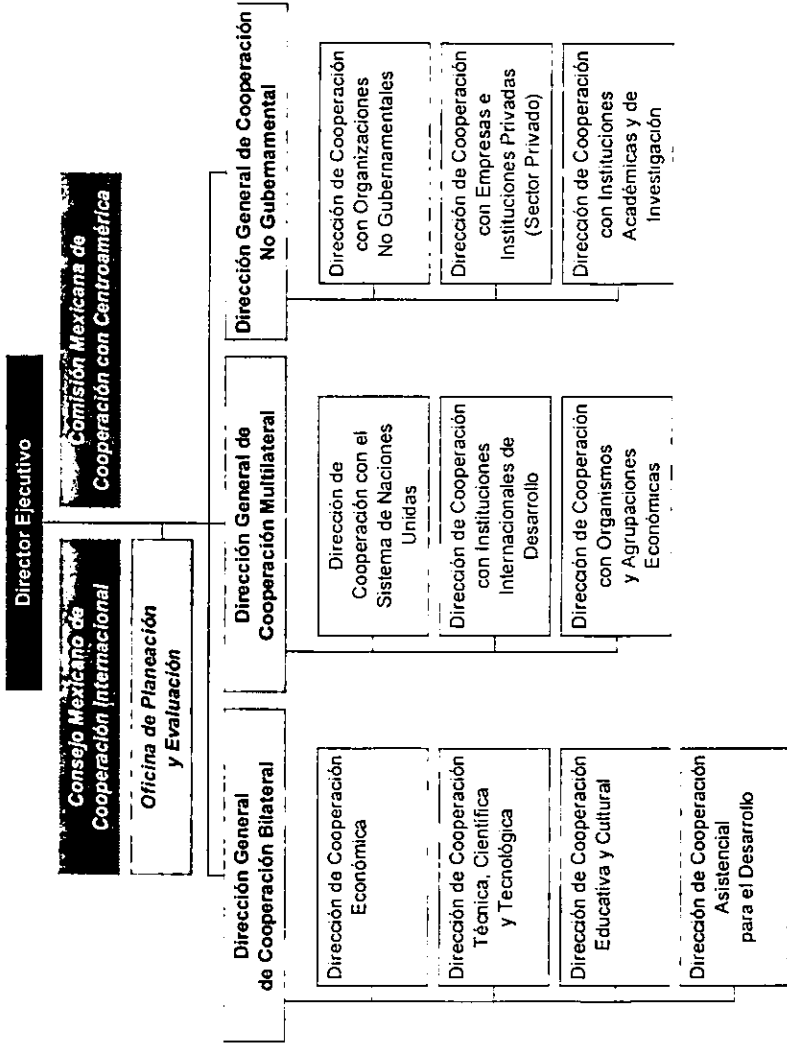 Director Ejecutivo
Consejo Mexicano de
Cooperación Internacional
Comisión Mexicana de
Cooperación con Centroamérica
Oficina de Planeación
y Evaluación
Dirección General
de Cooperación Bilateral
Dirección de Cooperación
Económica
Dirección de Cooperación
Técnica, Científica
y Tecnológica
Dirección de Cooperación
Educativa y Cultural
Dirección de Cooperación
Asistencial
para el Desarrollo
Dirección General de
Cooperación Multilateral
Dirección de
Cooperación con el
Sistema de Naciones
Unidas
Dirección de Cooperación
con Instituciones
Internacionales de
Desarrollo
Dirección de Cooperación
con Organismos
y Agrupaciones
Económicas
Dirección General de Cooperación
No Gubernamental
Dirección de Cooperación
con Organizaciones
No Gubernamentales
Dirección de Cooperación
con Empresas e
Instituciones Privadas
(Sector Privado)
Dirección de Cooperación
con Instituciones
Académicas y de
Investigación